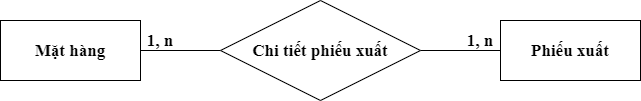 Mặt hàng
1, n
Chi tiết phiếu xuất
1, n
Phiếu xuất